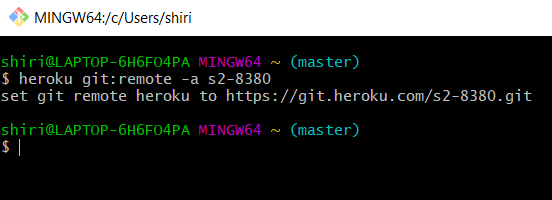 MINGW64:/c/Users/shiri
shiri@LAPTOP-6H6FO4PA MINGW64 ~ (master)
$ heroku git:remote -a s2-8380
set git remote heroku to https://git.heroku.com/s2-8380.git
shiri@LAPTOP-6H6FO4PA MINGW64 ~ (master)
$